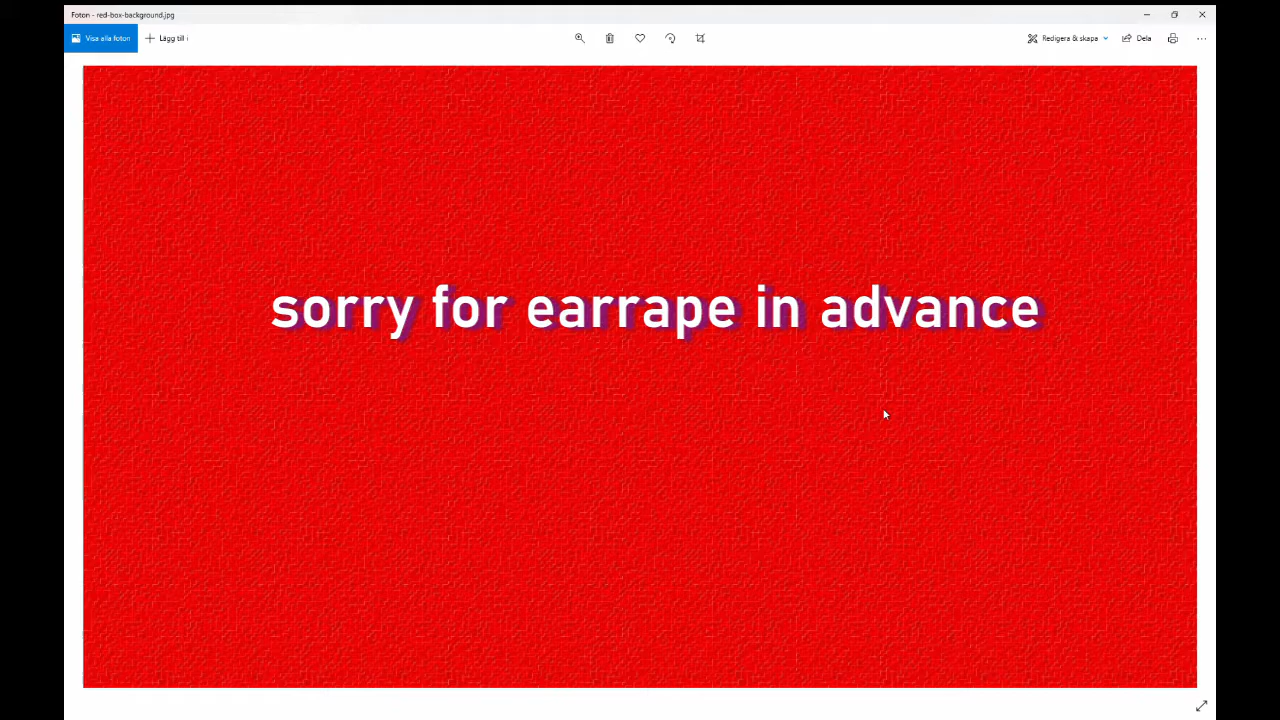 Foton - red-box-background.jpg
Visa alla foton
Lägg till i
Redigera & skapa
Dela
sorry for earrape in advance